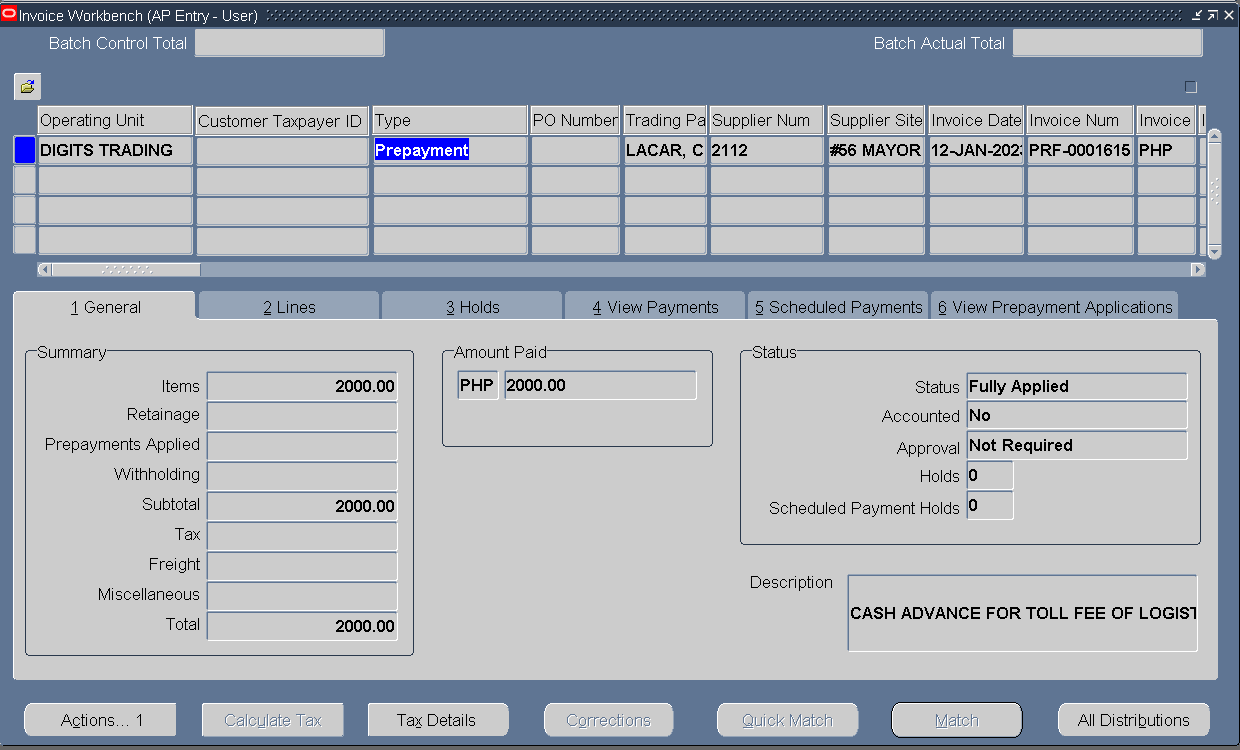 Invoice Workbench (AP Entry - User)
Batch Control Total
Batch Actual Total
Operating Unit Customer Taxpayer ID Type PO Number Trading Pa Supplier Num Supplier Site Invoice Date Invoice Num Invoice
DIGITS TRADING Prepayment LACAR, C 2112 #56 MAYOR 12-JAN-202 PRF-0001615 PHP
1 General 2 Lines 3 Holds 4 View Payments 5 Scheduled Payments 6 View Prepayment Applications
Summary
Items 2000.00
Retainage
Prepayments Applied
Withholding
Subtotal 2000.00
Tax
Freight
Miscellaneous
Total 2000.00
Amount Paid
PHP 2000.00
Status
Status Fully Applied
Accounted No
Approval Not Required
Holds 0
Scheduled Payment Holds 0
Description CASH ADVANCE FOR TOLL FEE OF LOGIST
Actions... 1 Calculate Tax Tax Details Corrections Quick Match Match All Distributions